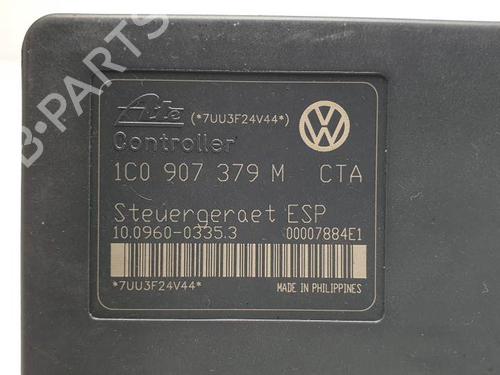 Ate (*7UU3F24V44*)
Controller
1C0 907 379 M CTA
Steuergeraet ESP
10.0960-0335.3 00007884E1
*7UU3F24V44* MADE IN PHILIPPINES
B-PARTS